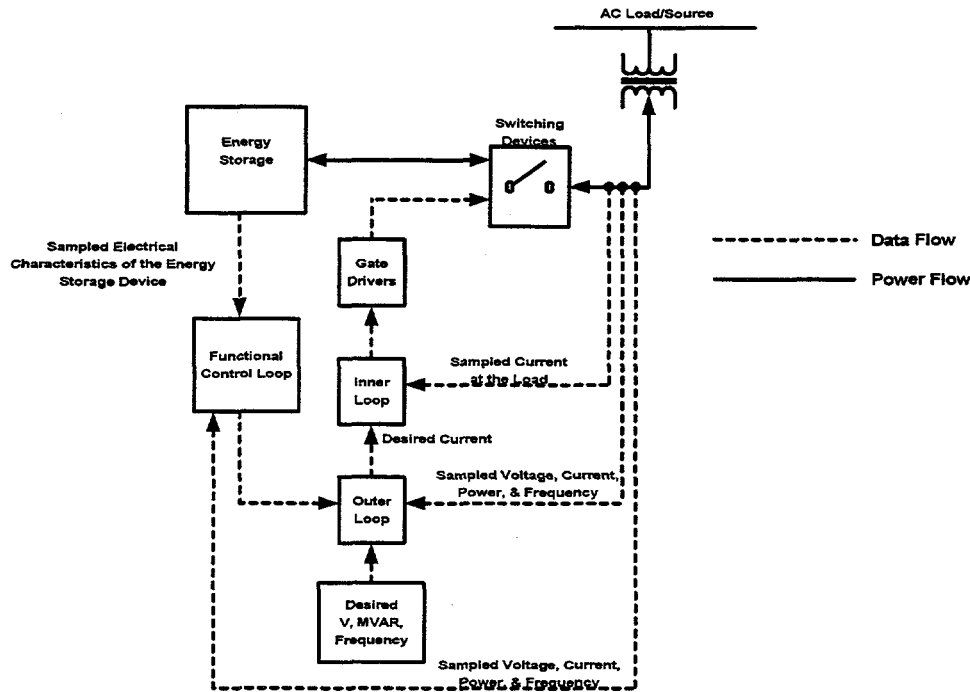 AC Load/Source
Switching
Devices
Energy
Storage
Sampled Electrical
Characteristics of the Energy
Storage Device
Gate
Drivers
Data Flow
Power Flow
Functional
Control Loop
Sampled Current
at the Load
Inner
Loop
Desired Current
Sampled Voltage, Current,
Power, & Frequency
Outer
Loop
Desired
V, MVAR,
Frequency
Sampled Voltage, Current,
Power, & Frequency